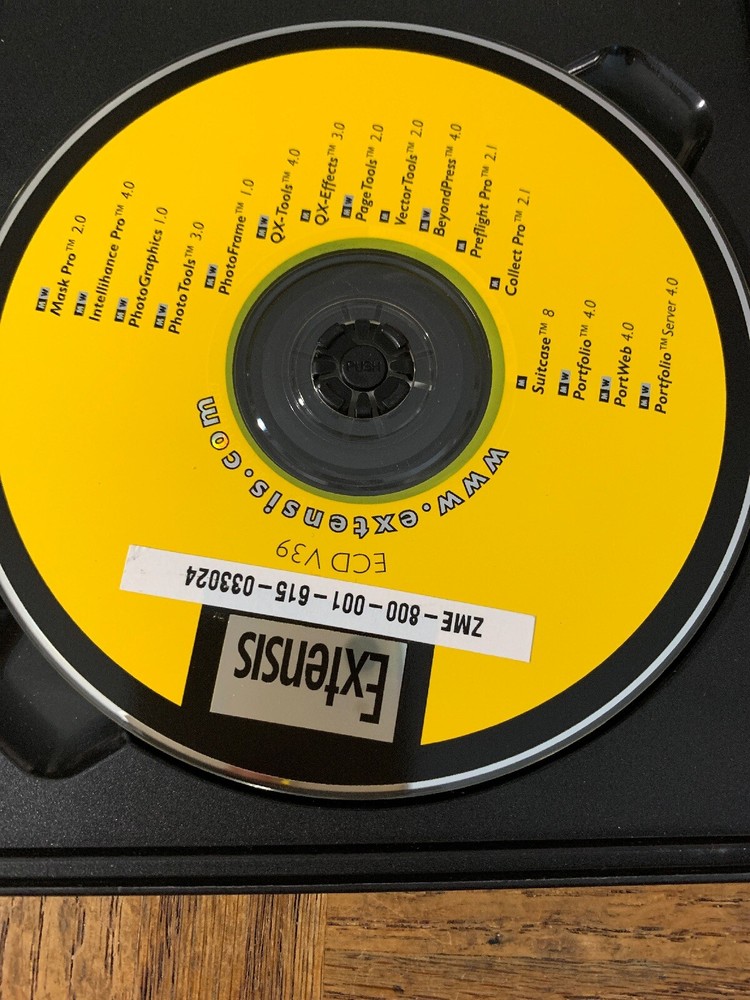 M W Mask Pro™ 2.0
M W Intellihance Pro™ 4.0
M W PhotoGraphics 1.0
M W PhotoTools™ 3.0
M W PhotoFrame™ 1.0
M W QX-Tools™ 4.0
M QX-Effects™ 3.0
M W PageTools™ 2.0
M VectorTools™ 2.0
M W BeyondPress™ 4.0
M Preflight Pro™ 2.1
M Collect Pro™ 2.1
M Suitcase™ 8
M W Portfolio™ 4.0
M W PortWeb 4.0
M W Portfolio™ Server 4.0
PUSH
www.extensis.com
ECD V39
ZME-800-001-615-033024
Extensis